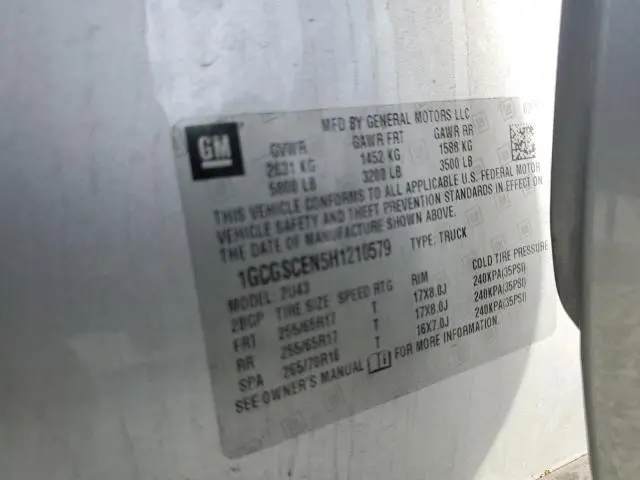 MFD BY GENERAL MOTORS LLC
GM
GVWR GAWR FRT GAWR RR
2631 KG 1452 KG 1588 KG
5800 LB 3200 LB 3500 LB
THIS VEHICLE CONFORMS TO ALL APPLICABLE U.S. FEDERAL MOTOR
VEHICLE SAFETY AND THEFT PREVENTION STANDARDS IN EFFECT ON
THE DATE OF MANUFACTURE SHOWN ABOVE.
1GCGSCEN5H1210579 TYPE: TRUCK
MODEL: 2U43
28CP TIRE SIZE SPEED RTG RIM COLD TIRE PRESSURE
FRT 255/65R17 T 17X8.0J 240KPA(35PSI)
RR 255/65R17 T 17X8.0J 240KPA(35PSI)
SPA 265/70R16 T 16X7.0J 240KPA(35PSI)
SEE OWNER'S MANUAL FOR MORE INFORMATION.